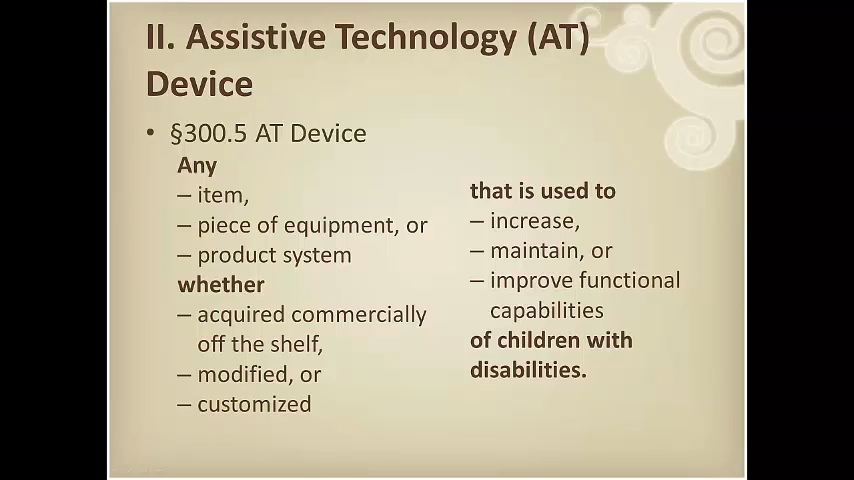 II. Assistive Technology (AT)
Device
• §300.5 AT Device
Any
– item,
– piece of equipment, or
– product system
whether
– acquired commercially
off the shelf,
– modified, or
– customized
that is used to
– increase,
– maintain, or
– improve functional
capabilities
of children with
disabilities.